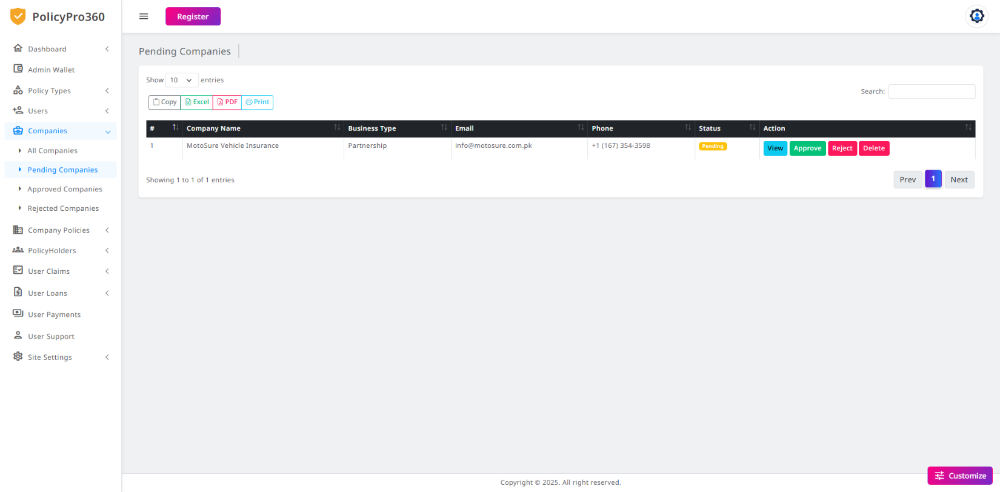 PolicyPro360
Register
Dashboard
Admin Wallet
Policy Types
Users
Companies
All Companies
Pending Companies
Approved Companies
Rejected Companies
Company Policies
PolicyHolders
User Claims
User Loans
User Payments
User Support
Site Settings
Pending Companies
Show 10 entries
Search:
Copy Excel PDF Print
# Company Name Business Type Email Phone Status Action
1 MotoSure Vehicle Insurance Partnership info@motosure.com.pk +1 (167) 354-3598 Pending View Approve Reject Delete
Showing 1 to 1 of 1 entries
Prev 1 Next
Customize
Copyright © 2025. All right reserved.